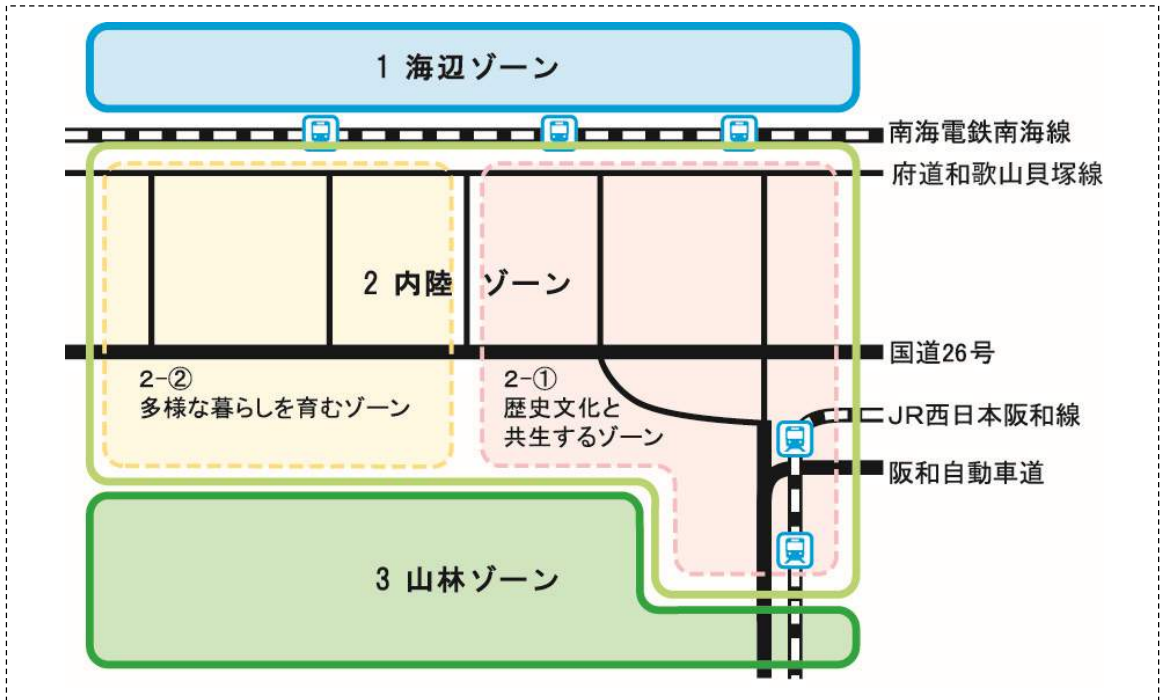 1 海辺ゾーン
南海電鉄南海線
府道和歌山貝塚線
2 内陸 ゾーン
国道26号
2-②
多様な暮らしを育むゾーン
2-①
歴史文化と
共生するゾーン
JR西日本阪和線
阪和自動車道
3 山林ゾーン